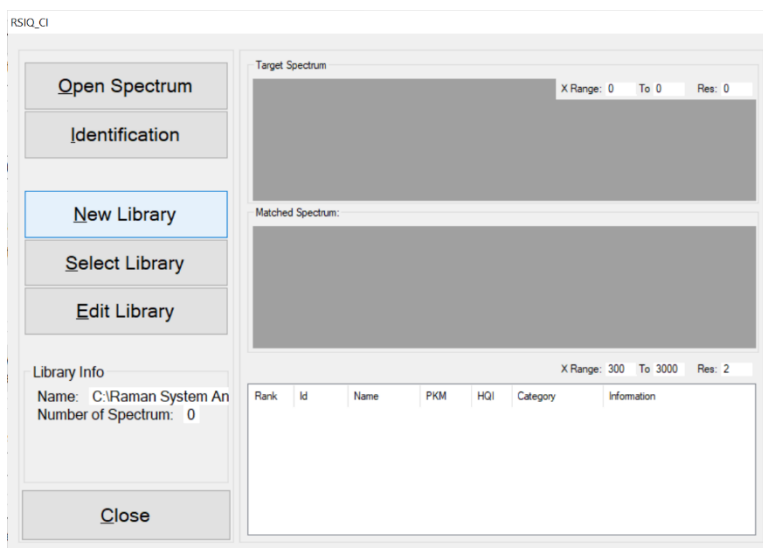 RSIQ_CI
Open Spectrum
Identification
New Library
Select Library
Edit Library
Library Info
Name: C:\Raman System An
Number of Spectrum: 0
Close
Target Spectrum
X Range: 0 To 0 Res: 0
Matched Spectrum:
X Range: 300 To 3000 Res: 2
Rank Id Name PKM HQI Category Information